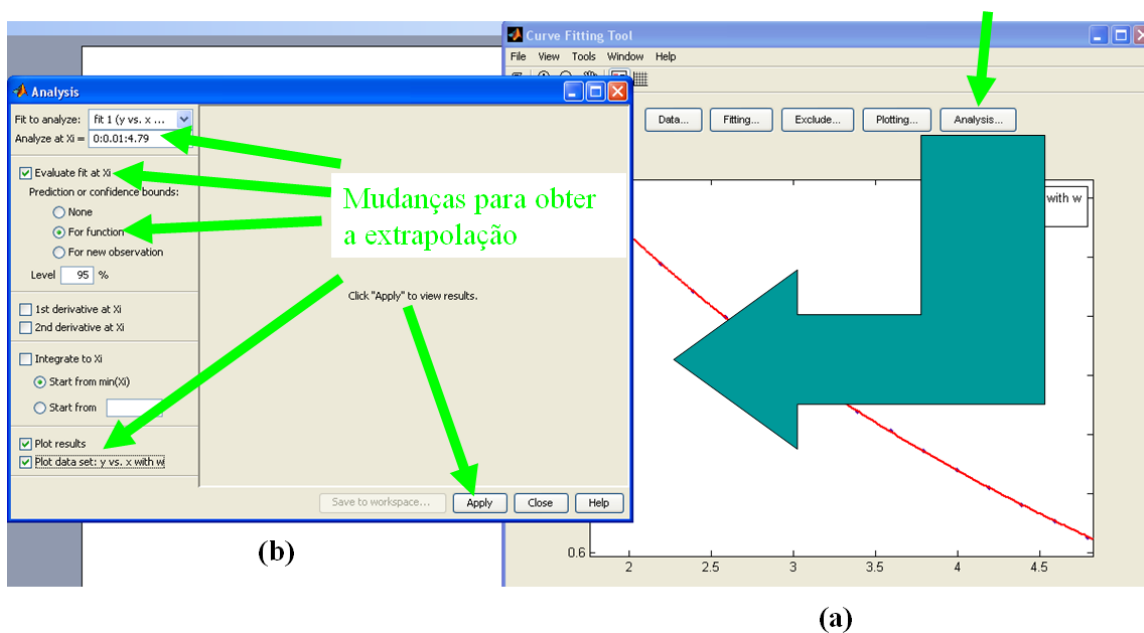 Curve Fitting Tool
File View Tools Window Help
Data... Fitting... Exclude... Plotting... Analysis...
with w
0.6
2 2.5 3 3.5 4 4.5
(a)
Analysis
Fit to analyze: fit 1 (y vs. x ...
Analyze at Xi = 0:0.01:4.79
Evaluate fit at Xi
Prediction or confidence bounds:
None
For function
For new observation
Level 95 %
1st derivative at Xi
2nd derivative at Xi
Integrate to Xi
Start from min(Xi)
Start from
Plot results
Plot data set: y vs. x with w
Mudanças para obter
a extrapolação
Click "Apply" to view results.
Save to workspace... Apply Close Help
(b)